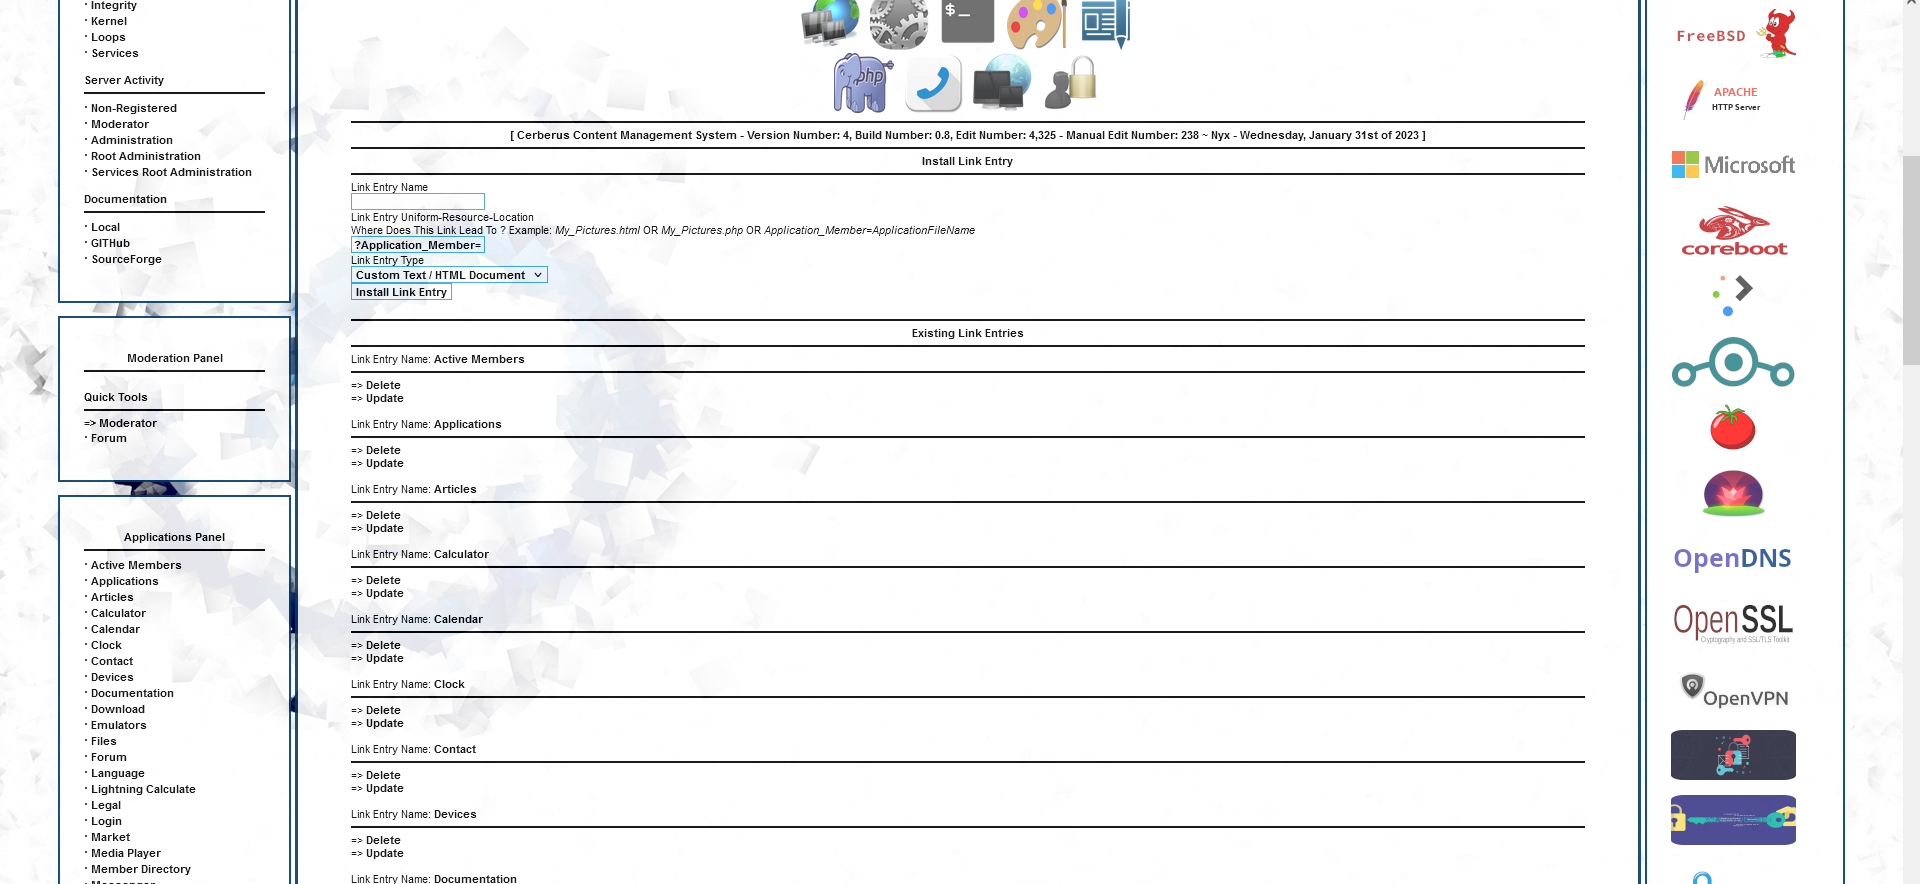 Integrity
· Kernel
· Loops
· Services
Server Activity
· Non-Registered
· Moderator
· Administration
· Root Administration
· Services Root Administration
Documentation
· Local
· GITHub
· SourceForge
Moderation Panel
Quick Tools
=> Moderator
· Forum
Applications Panel
· Active Members
· Applications
· Articles
· Calculator
· Calendar
· Clock
· Contact
· Devices
· Documentation
· Download
· Emulators
· Files
· Forum
· Language
· Lightning Calculate
· Legal
· Login
· Market
· Media Player
· Member Directory
$ _
php
[ Cerberus Content Management System - Version Number: 4, Build Number: 0.8, Edit Number: 4,325 - Manual Edit Number: 238 ~ Nyx - Wednesday, January 31st of 2023 ]
Install Link Entry
Link Entry Name
Link Entry Uniform-Resource-Location
Where Does This Link Lead To ? Example: My_Pictures.html OR My_Pictures.php OR Application_Member=ApplicationFileName
?Application_Member=
Link Entry Type
Custom Text / HTML Document
Install Link Entry
Existing Link Entries
Link Entry Name: Active Members
=> Delete
=> Update
Link Entry Name: Applications
=> Delete
=> Update
Link Entry Name: Articles
=> Delete
=> Update
Link Entry Name: Calculator
=> Delete
=> Update
Link Entry Name: Calendar
=> Delete
=> Update
Link Entry Name: Clock
=> Delete
=> Update
Link Entry Name: Contact
=> Delete
=> Update
Link Entry Name: Devices
=> Delete
=> Update
Link Entry Name: Documentation
FreeBSD
APACHE
HTTP Server
Microsoft
coreboot
OpenDNS
OpenSSL
Cryptography and SSL/TLS Toolkit
OpenVPN